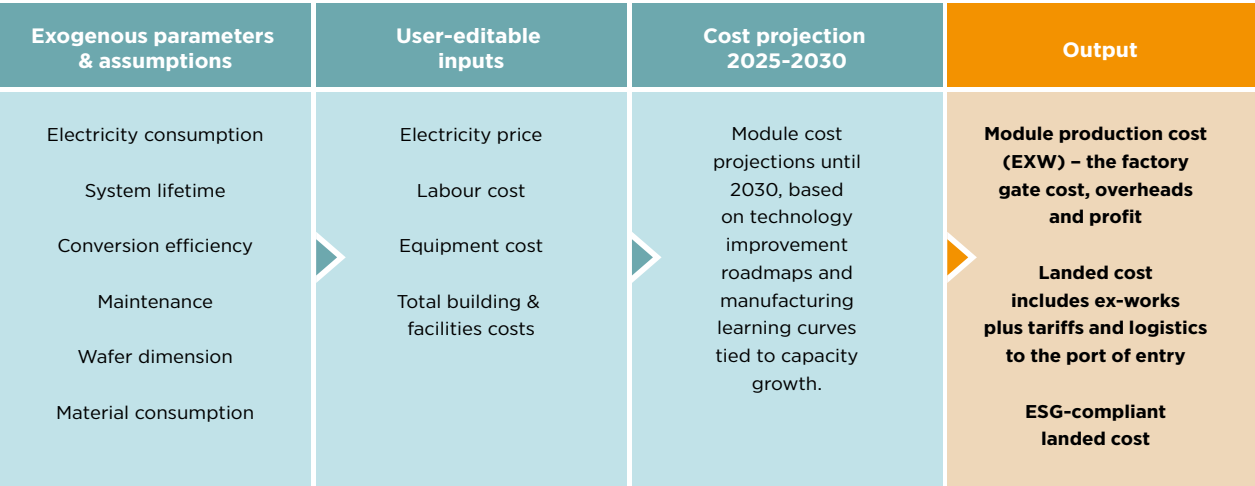 Exogenous parameters
& assumptions
Electricity consumption
System lifetime
Conversion efficiency
Maintenance
Wafer dimension
Material consumption
User-editable
inputs
Electricity price
Labour cost
Equipment cost
Total building &
facilities costs
Cost projection
2025-2030
Module cost
projections until
2030, based
on technology
improvement
roadmaps and
manufacturing
learning curves
tied to capacity
growth.
Output
Module production cost
(EXW) – the factory
gate cost, overheads
and profit
Landed cost
includes ex-works
plus tariffs and logistics
to the port of entry
ESG-compliant
landed cost